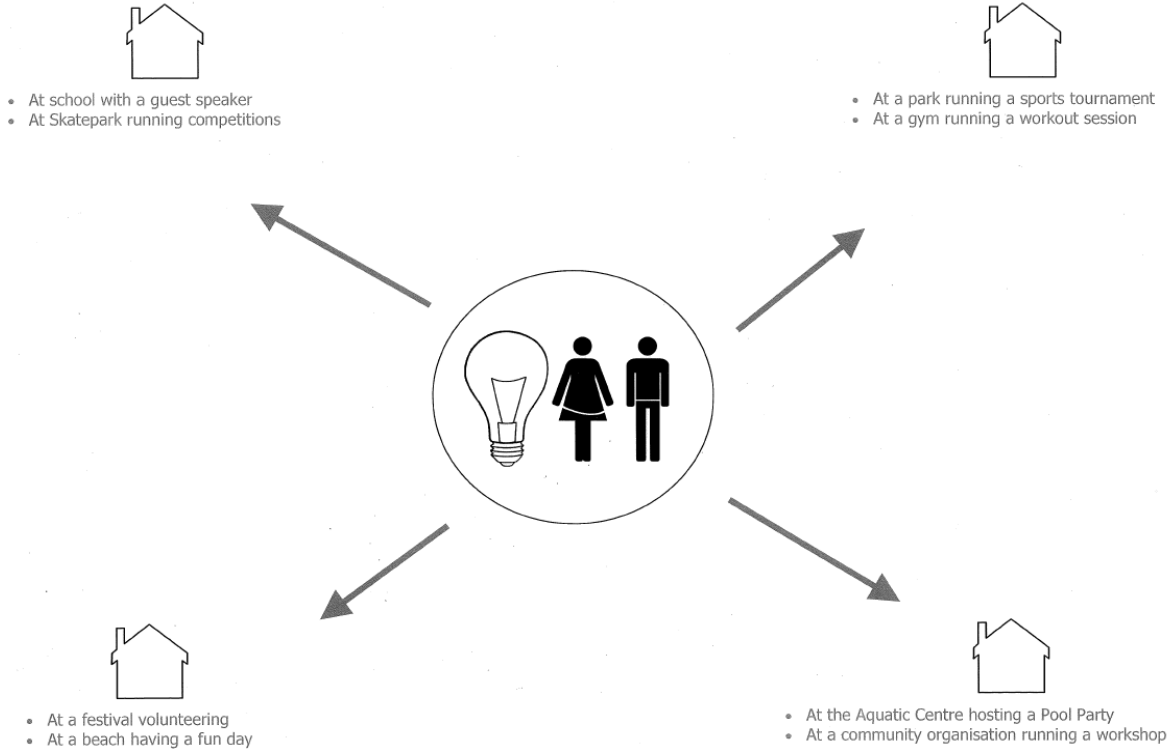 • At school with a guest speaker
• At Skatepark running competitions
• At a park running a sports tournament
• At a gym running a workout session
• At a festival volunteering
• At a beach having a fun day
• At the Aquatic Centre hosting a Pool Party
• At a community organisation running a workshop